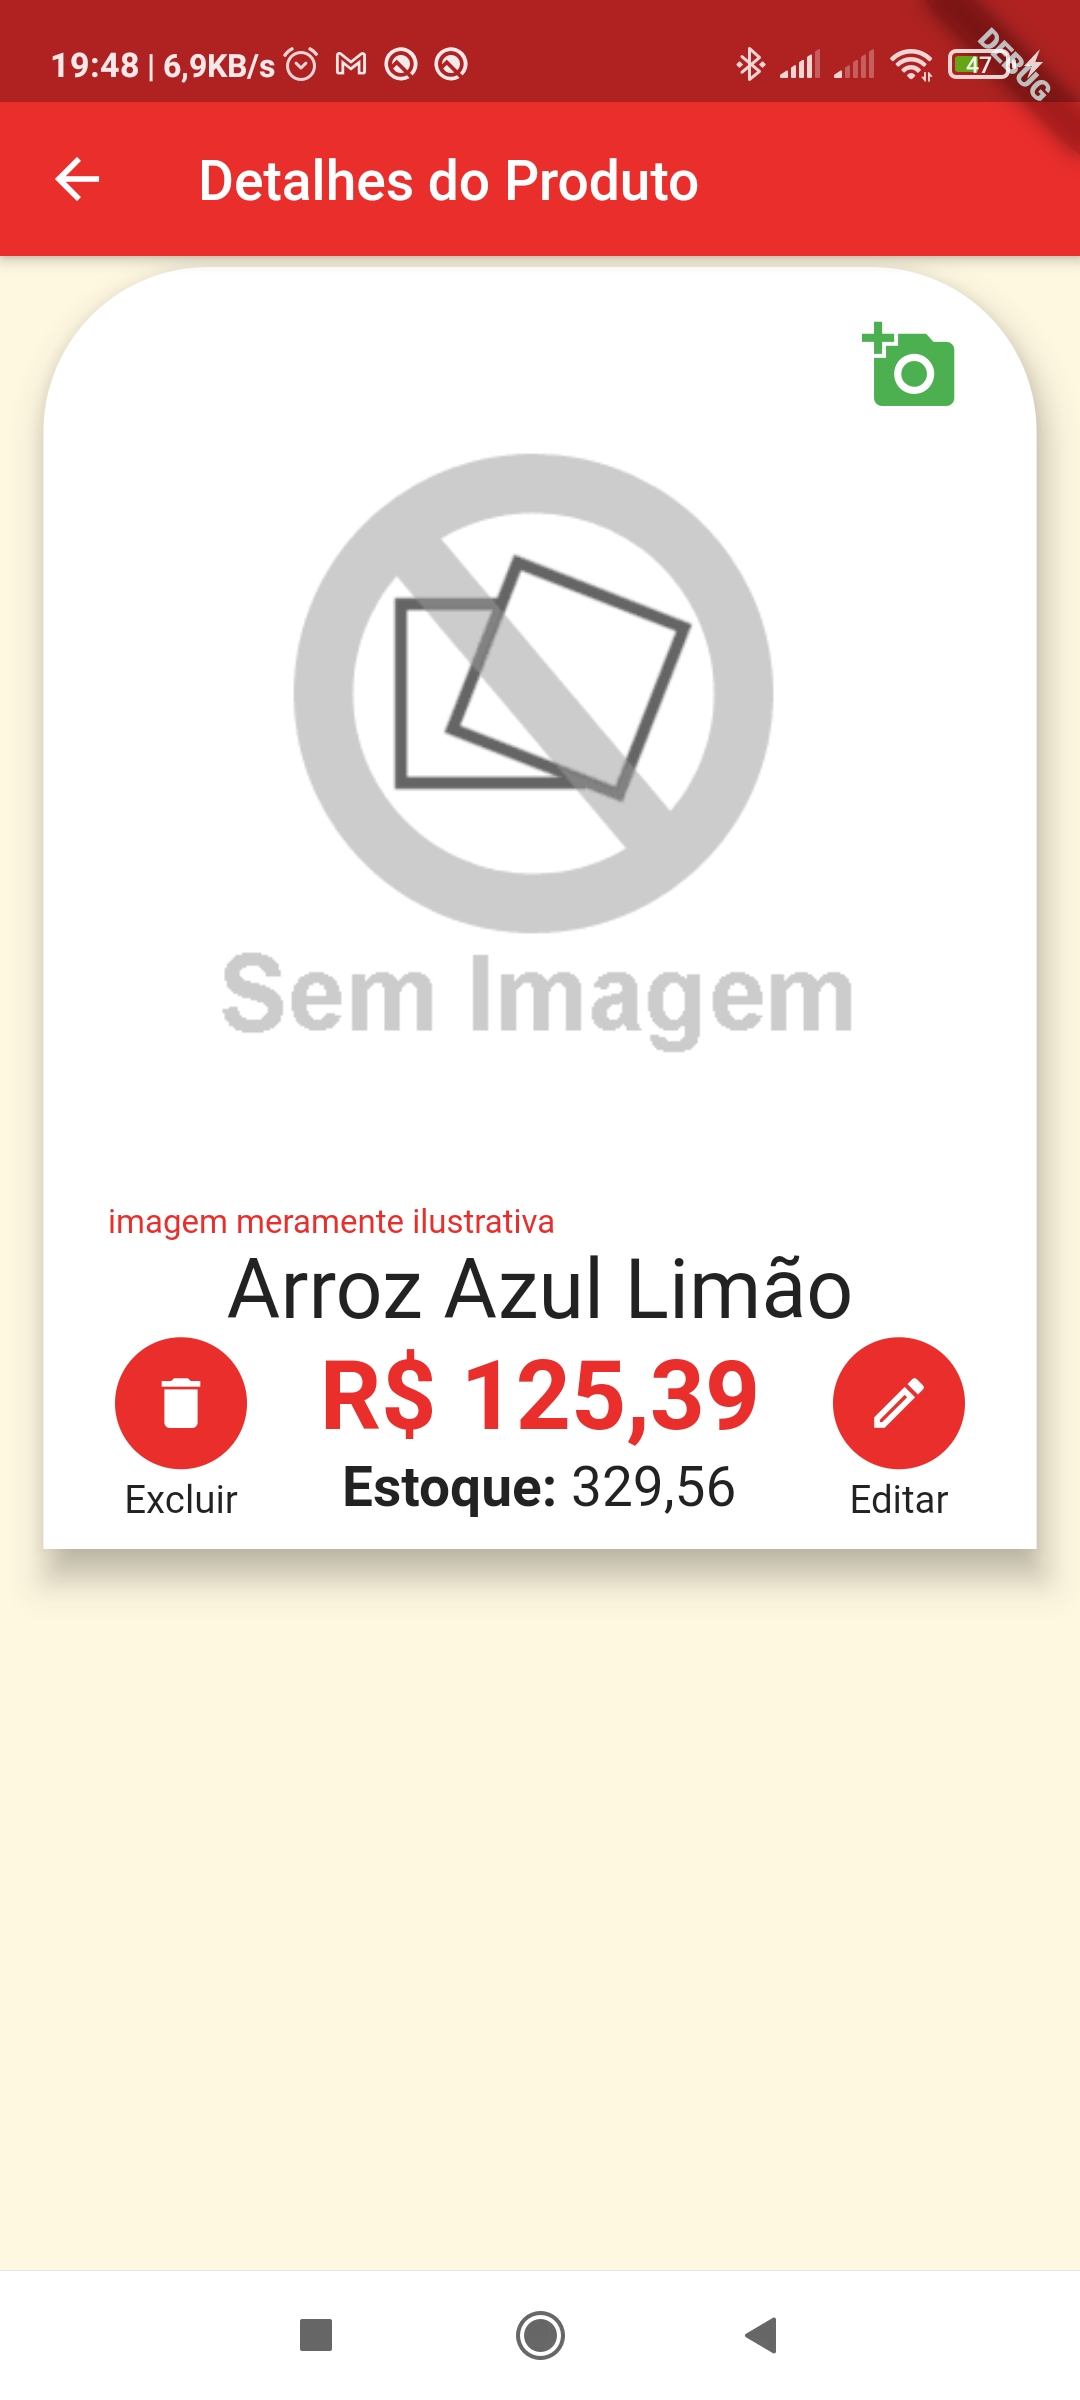 19:48 | 6,9KB/s
47
DEBUG
Detalhes do Produto
Sem Imagem
imagem meramente ilustrativa
Arroz Azul Limão
R$ 125,39
Estoque: 329,56
Excluir
Editar